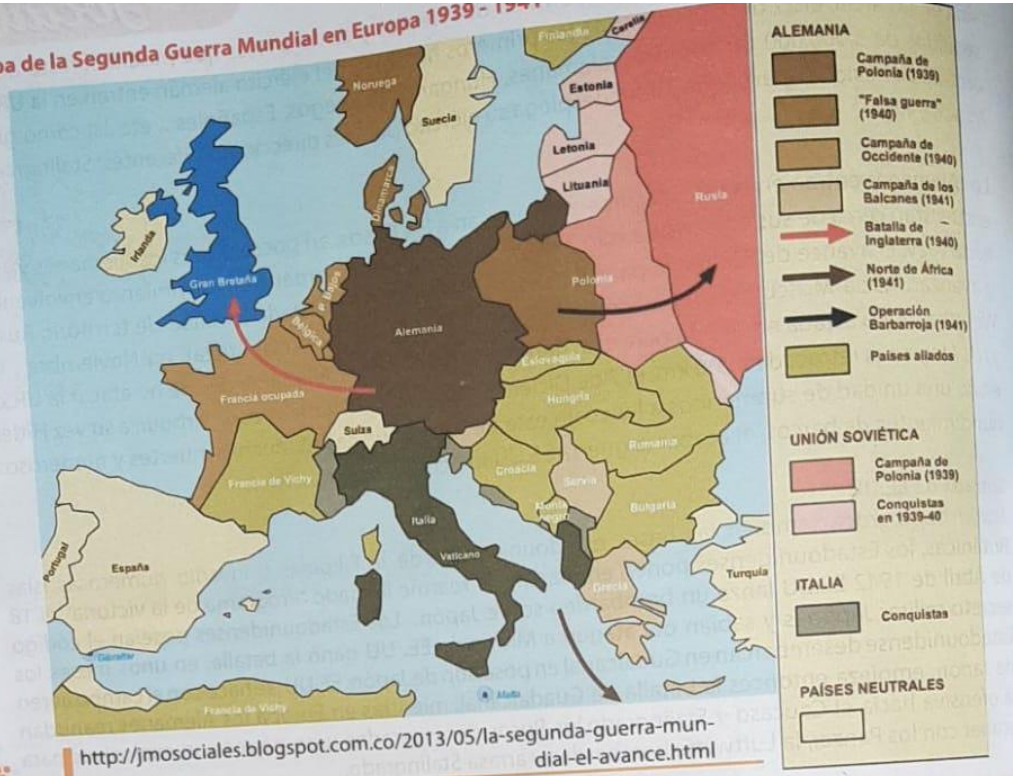 pa de la Segunda Guerra Mundial en Europa 1939 - 1941
Finlandia
Carelia
Noruega
Suecia
Estonia
Letonia
Lituania
Rusia
Dinamarca
Irlanda
Gran Bretaña
P. Bajos
Bélgica
Alemania
Polonia
Eslovaquia
Francia ocupada
Suiza
Hungría
Rumania
Francia de Vichy
Croacia
Servia
Monte
negro
Bulgaria
Italia
Vaticano
Grecia
Turquía
Portugal
España
Gibraltar
Malta
Francia de Vichy
ALEMANIA
Campaña de
Polonia (1939)
"Falsa guerra"
(1940)
Campaña de
Occidente (1940)
Campaña de los
Balcanes (1941)
Batalla de
Inglaterra (1940)
Norte de África
(1941)
Operación
Barbarroja (1941)
Países aliados
UNIÓN SOVIÉTICA
Campaña de
Polonia (1939)
Conquistas
en 1939-40
ITALIA
Conquistas
PAÍSES NEUTRALES
http://jmosociales.blogspot.com.co/2013/05/la-segunda-guerra-mun-
dial-el-avance.html